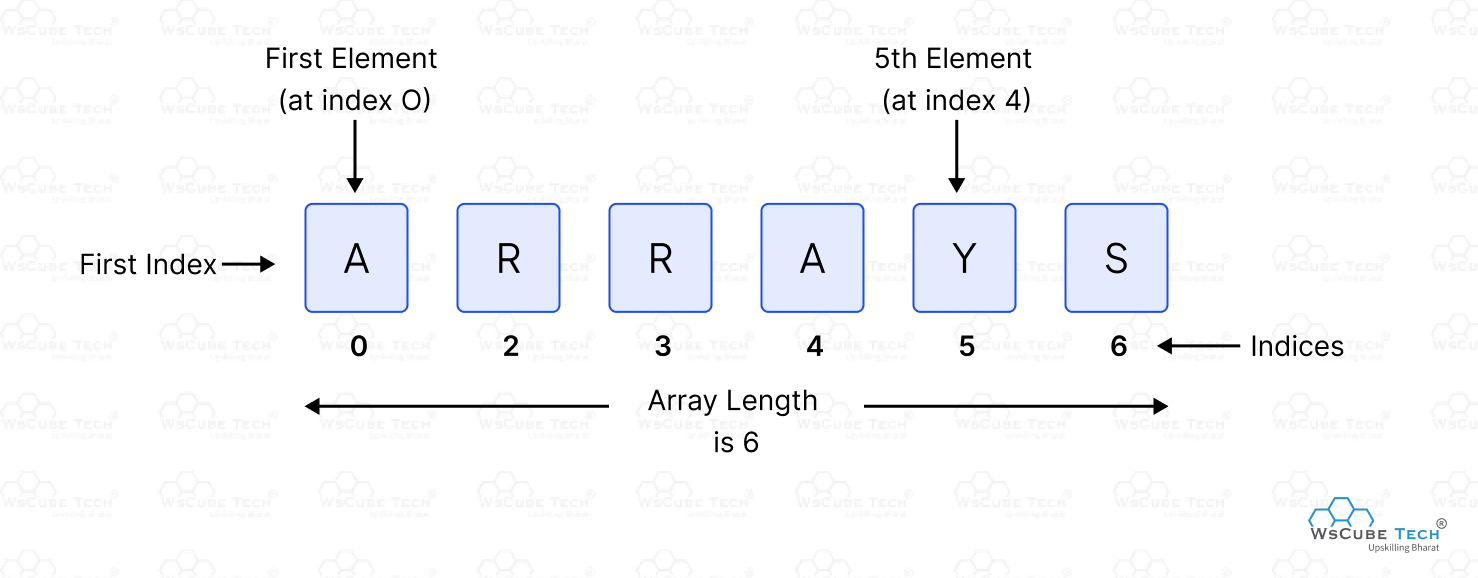 First Element
(at index O)
5th Element
(at index 4)
First Index
A R R A Y S
0 2 3 4 5 6
Indices
Array Length
is 6
WsCube Tech®
Upskilling Bharat